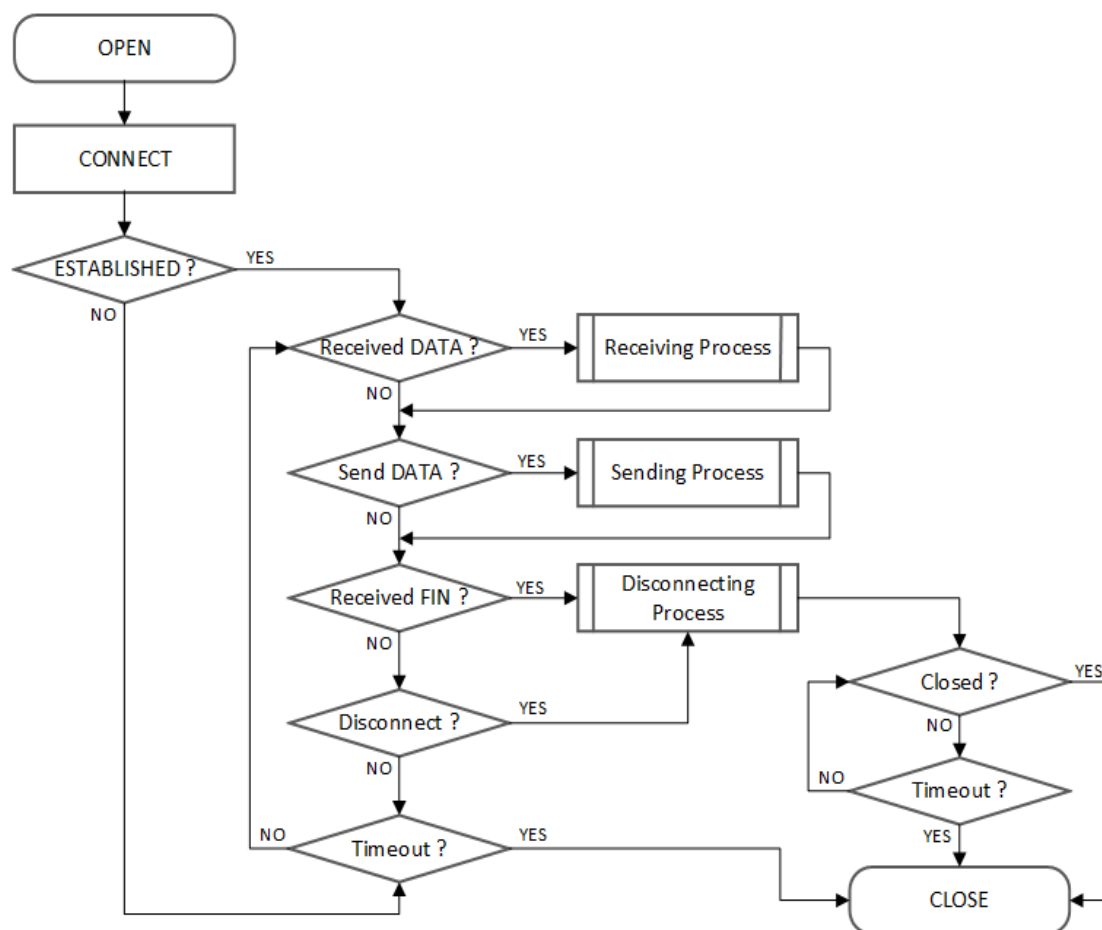 OPEN
CONNECT
ESTABLISHED ?
YES
NO
Received DATA ?
YES
Receiving Process
NO
Send DATA ?
YES
Sending Process
NO
Received FIN ?
YES
Disconnecting
Process
NO
Closed ?
YES
Disconnect ?
YES
NO
NO
NO
Timeout ?
NO
Timeout ?
YES
YES
CLOSE